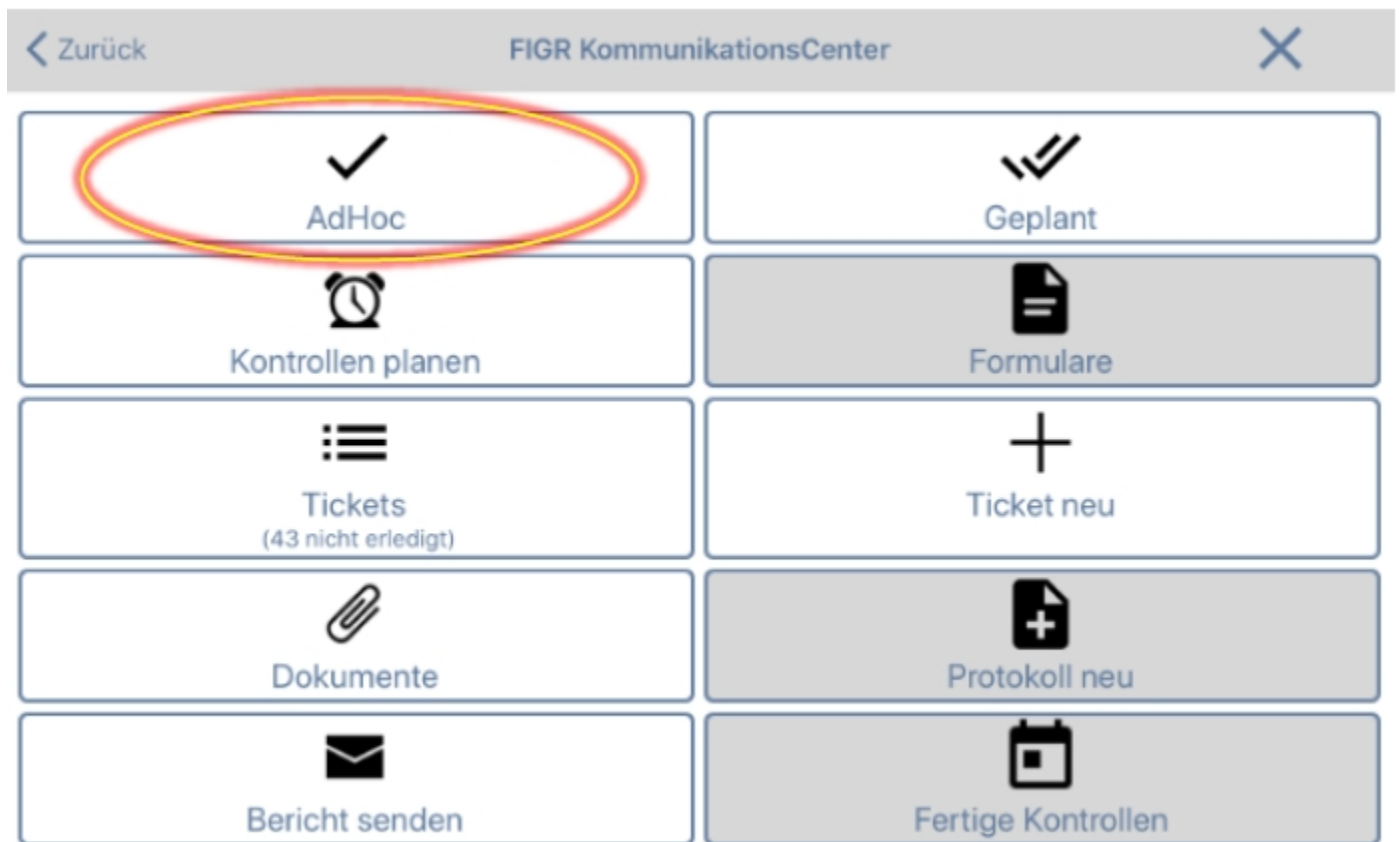 Zurück
FIGR KommunikationsCenter
AdHoc
Geplant
Kontrollen planen
Formulare
Tickets
(43 nicht erledigt)
Ticket neu
Dokumente
Protokoll neu
Bericht senden
Fertige Kontrollen